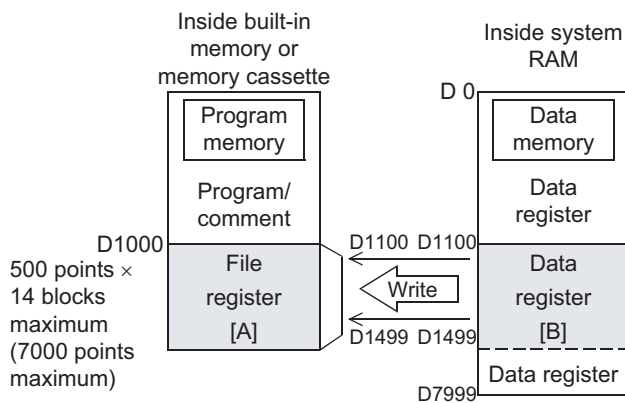 Inside built-in
memory or
memory cassette
Program
memory
Program/
comment
D1000
500 points ×
14 blocks
maximum
(7000 points
maximum)
File
register
[A]
D1100 D1100
Write
D1499 D1499
Inside system
RAM
D 0
Data
memory
Data
register
Data
register
[B]
Data register
D7999